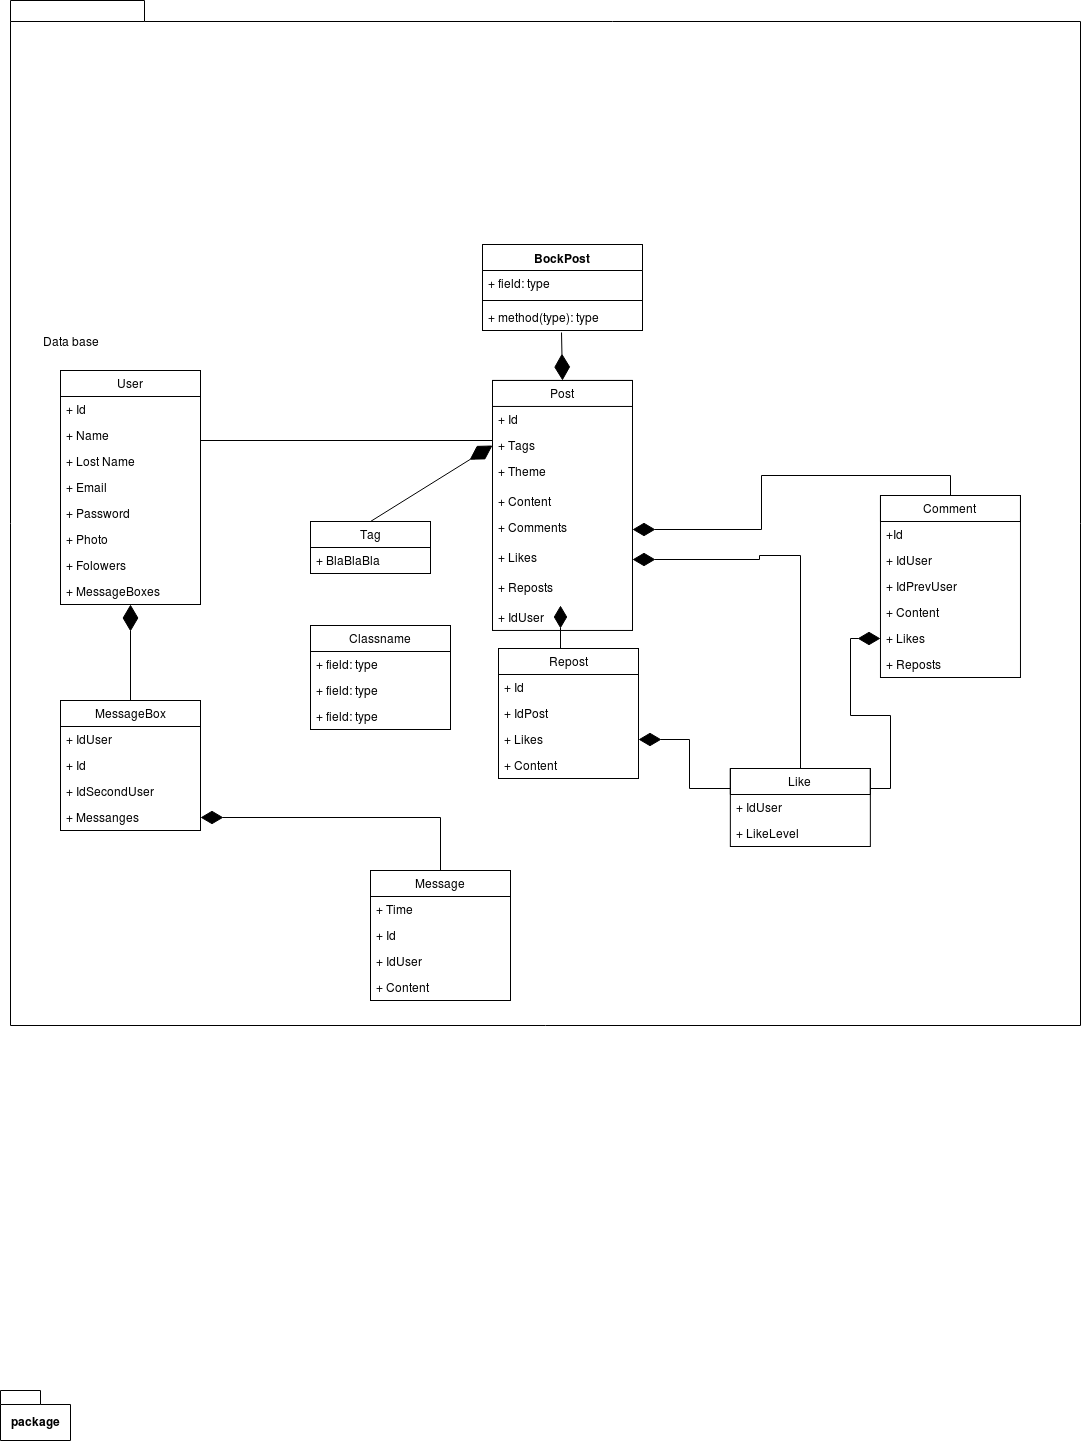 BockPost
+ field: type
+ method(type): type
Data base
User
+ Id
+ Name
+ Lost Name
+ Email
+ Password
+ Photo
+ Folowers
+ MessageBoxes
Post
+ Id
+ Tags
+ Theme
+ Content
+ Comments
+ Likes
+ Reposts
+ IdUser
Tag
+ BlaBlaBla
Comment
+Id
+ IdUser
+ IdPrevUser
+ Content
+ Likes
+ Reposts
Classname
+ field: type
+ field: type
+ field: type
Repost
+ Id
+ IdPost
+ Likes
+ Content
MessageBox
+ IdUser
+ Id
+ IdSecondUser
+ Messanges
Like
+ IdUser
+ LikeLevel
Message
+ Time
+ Id
+ IdUser
+ Content
package